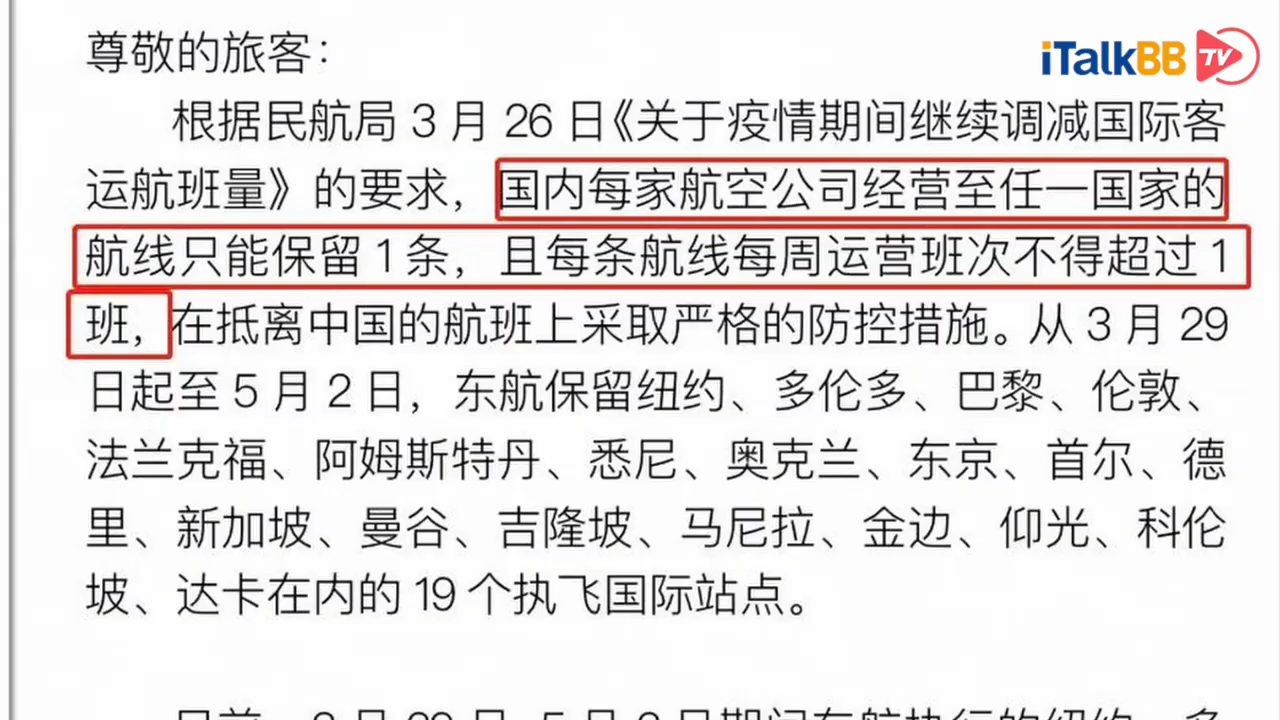 iTalkBB TV
尊敬的旅客：
根据民航局 3 月 26 日《关于疫情期间继续调减国际客
运航班量》的要求，国内每家航空公司经营至任一国家的
航线只能保留 1 条，且每条航线每周运营班次不得超过 1
班，在抵离中国的航班上采取严格的防控措施。从 3 月 29
日起至 5 月 2 日，东航保留纽约、多伦多、巴黎、伦敦、
法兰克福、阿姆斯特丹、悉尼、奥克兰、东京、首尔、德
里、新加坡、曼谷、吉隆坡、马尼拉、金边、仰光、科伦
坡、达卡在内的 19 个执飞国际站点。